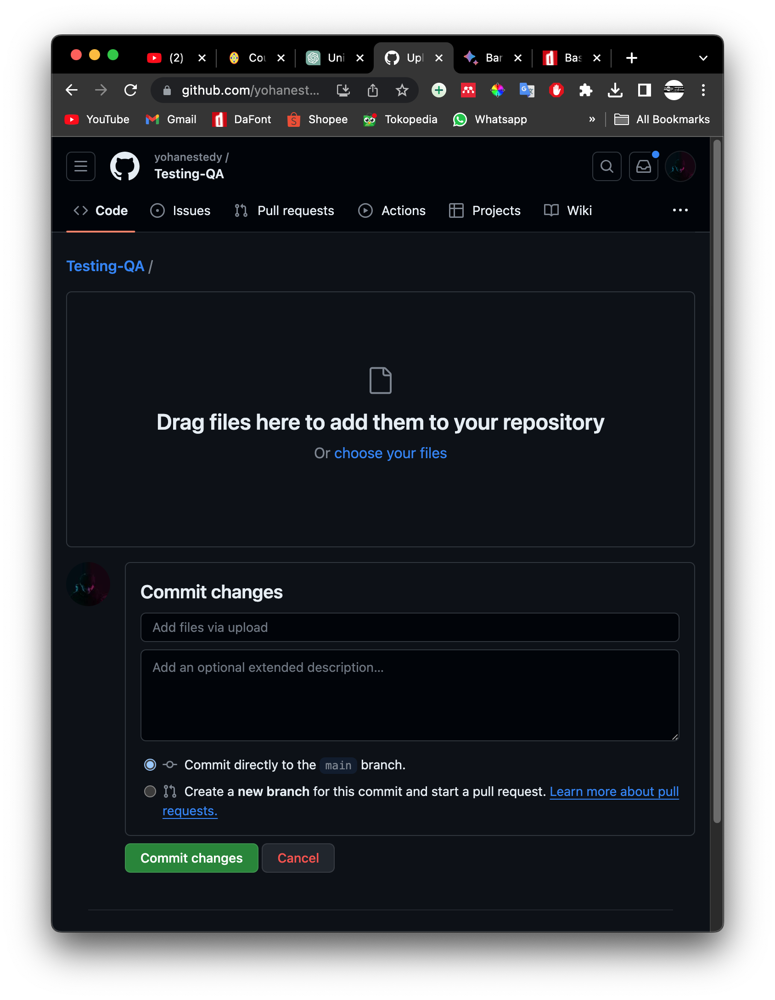 (2) Cou Uni Upl Bar Bas
github.com/yohanest...
YouTube Gmail DaFont Shopee Tokopedia Whatsapp » All Bookmarks
yohanestedy /
Testing-QA
Code Issues Pull requests Actions Projects Wiki
Testing-QA /
Drag files here to add them to your repository
Or choose your files
Commit changes
Add files via upload
Add an optional extended description...
Commit directly to the main branch.
Create a new branch for this commit and start a pull request. Learn more about pull
requests.
Commit changes Cancel